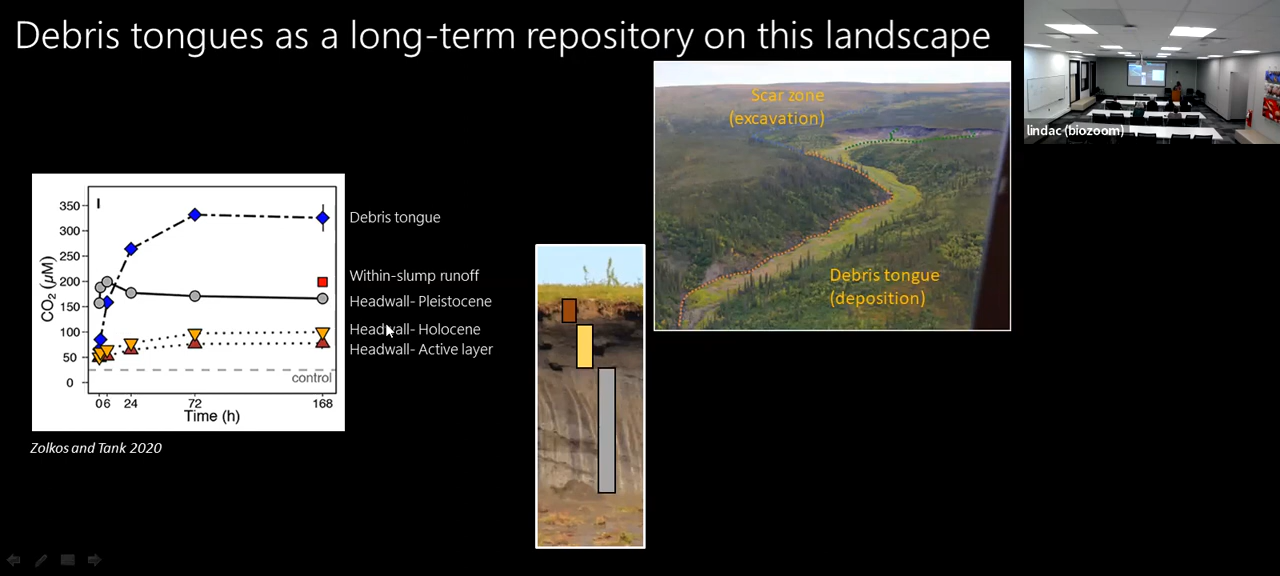 Debris tongues as a long-term repository on this landscape
lindac (biozoom)
Scar zone
(excavation)
Debris tongue
(deposition)
I
350
300
250
200
150
100
50
0
CO₂ (µM)
control
0 6 24 72 168
Time (h)
Debris tongue
Within-slump runoff
Headwall- Pleistocene
Headwall- Holocene
Headwall- Active layer
Zolkos and Tank 2020